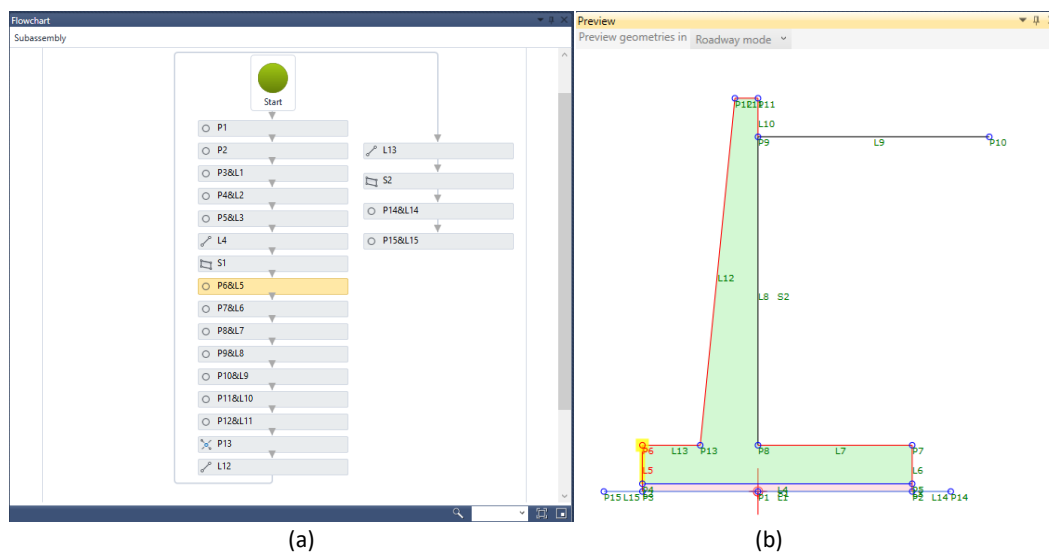 Flowchart
Subassembly
Start
P1
P2
P3&L1
P4&L2
P5&L3
L4
S1
P6&L5
P7&L6
P8&L7
P9&L8
P10&L9
P11&L10
P12&L11
P13
L12
L13
S2
P14&L14
P15&L15
(a)
Preview
Preview geometries in Roadway mode
P11
L10
P9 L9 P10
L12
L8 S2
P6 L13 P13 P8 L7 P7
L5 L6
L4
P15 L15 P3 P1 L1 P2 L14 P14
(b)